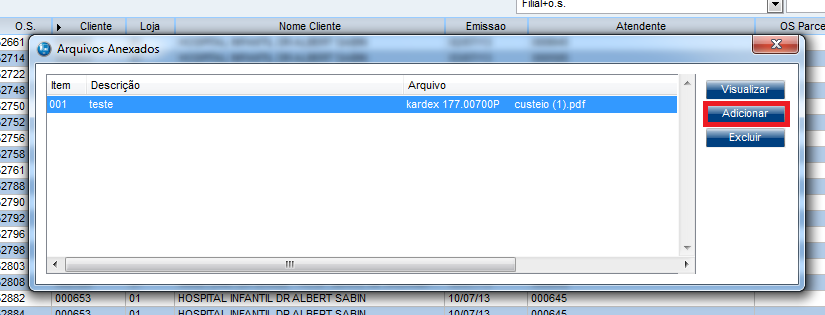 Filial+o.s.
O.S. Cliente Loja Nome Cliente Emissao Atendente OS Parce
2661
2714
2722
2748
2750
2752
2756
2758
2761
2788
2790
2792
2796
2798
2803
2808
Arquivos Anexados
Item Descrição Arquivo
001 teste kardex 177.00700P custeio (1).pdf
Visualizar
Adicionar
Excluir
2882 000653 01 HOSPITAL INFANTIL DR ALBERT SABIN 10/07/13 000645
2884 000653 01 HOSPITAL INFANTIL DR ALBERT SABIN 10/07/13 000645